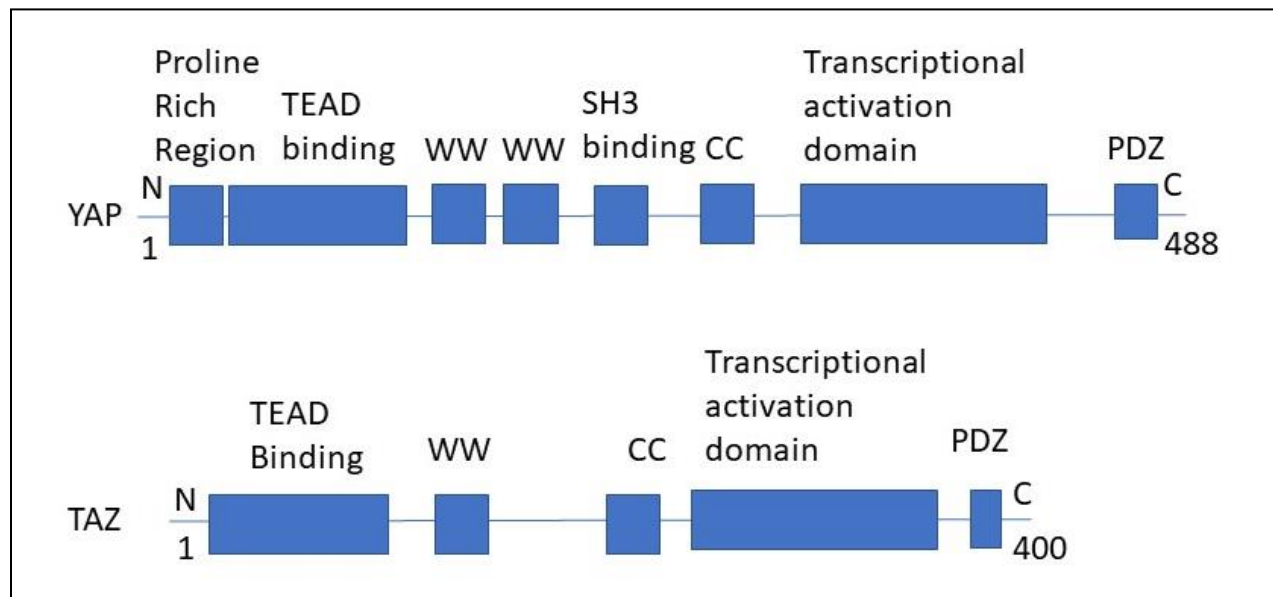 Proline
Rich
Region
TEAD
binding
WW
WW
SH3
binding
CC
Transcriptional
activation
domain
PDZ
YAP
N
1
C
488
TEAD
Binding
WW
CC
Transcriptional
activation
domain
PDZ
TAZ
N
1
C
400